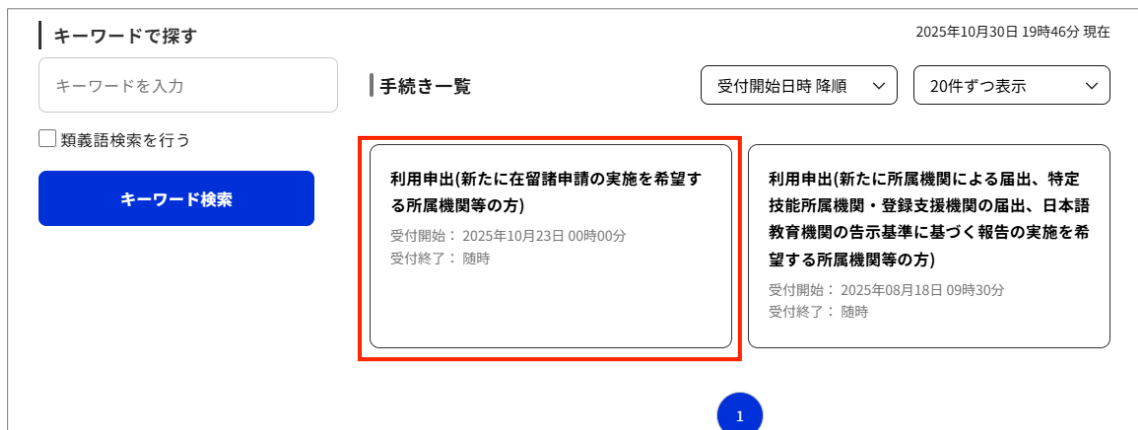 キーワードで探す
2025年10月30日 19時46分 現在
キーワードを入力
手続き一覧
受付開始日時 降順
20件ずつ表示
類義語検索を行う
キーワード検索
利用申出(新たに在留諸申請の実施を希望す
る所属機関等の方)
受付開始： 2025年10月23日 00時00分
受付終了： 随時
利用申出(新たに所属機関による届出、特定
技能所属機関・登録支援機関の届出、日本語
教育機関の告示基準に基づく報告の実施を希
望する所属機関等の方)
受付開始： 2025年08月18日 09時30分
受付終了： 随時
1